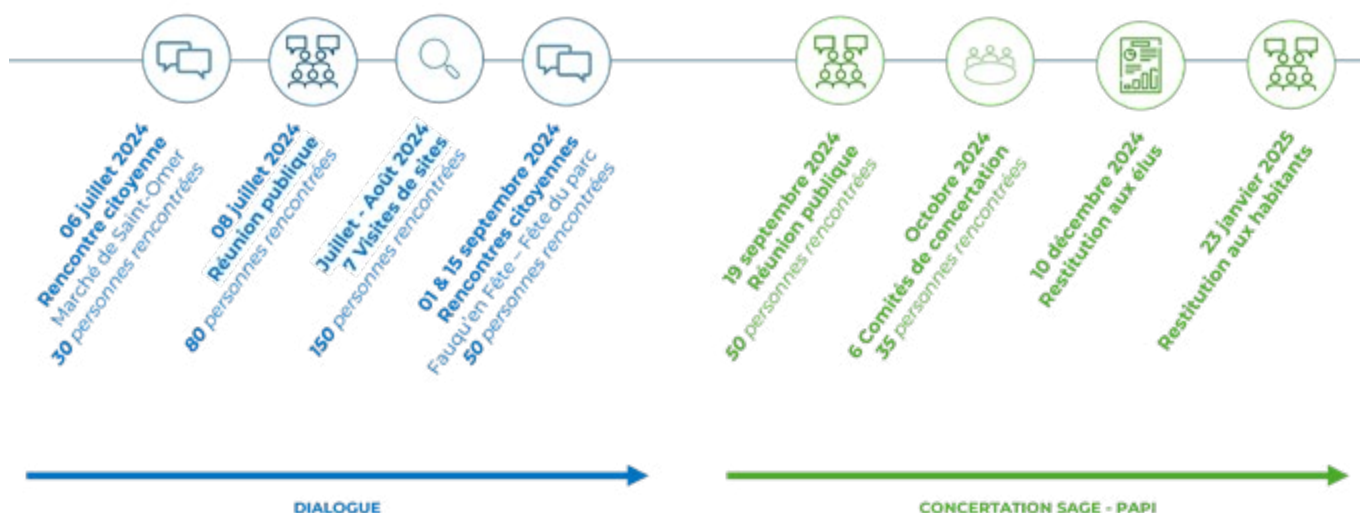 06 juillet 2024
Rencontre citoyenne
Marché de Saint-Omer
30 personnes rencontrées
08 juillet 2024
Réunion publique
80 personnes rencontrées
Juillet - Août 2024
7 Visites de sites
150 personnes rencontrées
01 & 15 septembre 2024
Rencontres citoyennes
Fauqu'en Fête – Fête du parc
50 personnes rencontrées
19 septembre 2024
Réunion publique
50 personnes rencontrées
Octobre 2024
6 Comités de concertation
35 personnes rencontrées
10 décembre 2024
Restitution aux élus
23 janvier 2025
Restitution aux habitants
DIALOGUE
CONCERTATION SAGE - PAPI